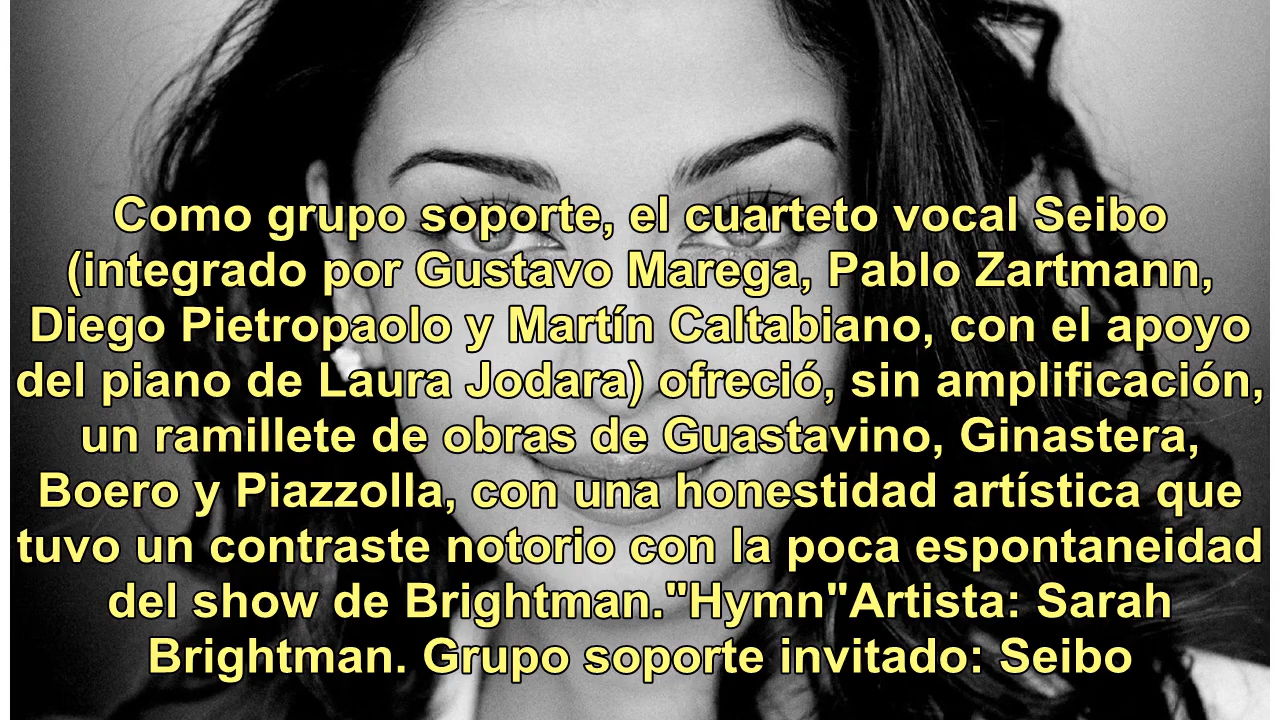 Como grupo soporte, el cuarteto vocal Seibo
(integrado por Gustavo Marega, Pablo Zartmann,
Diego Pietropaolo y Martín Caltabiano, con el apoyo
del piano de Laura Jodara) ofreció, sin amplificación,
un ramillete de obras de Guastavino, Ginastera,
Boero y Piazzolla, con una honestidad artística que
tuvo un contraste notorio con la poca espontaneidad
del show de Brightman."Hymn"Artista: Sarah
Brightman. Grupo soporte invitado: Seibo